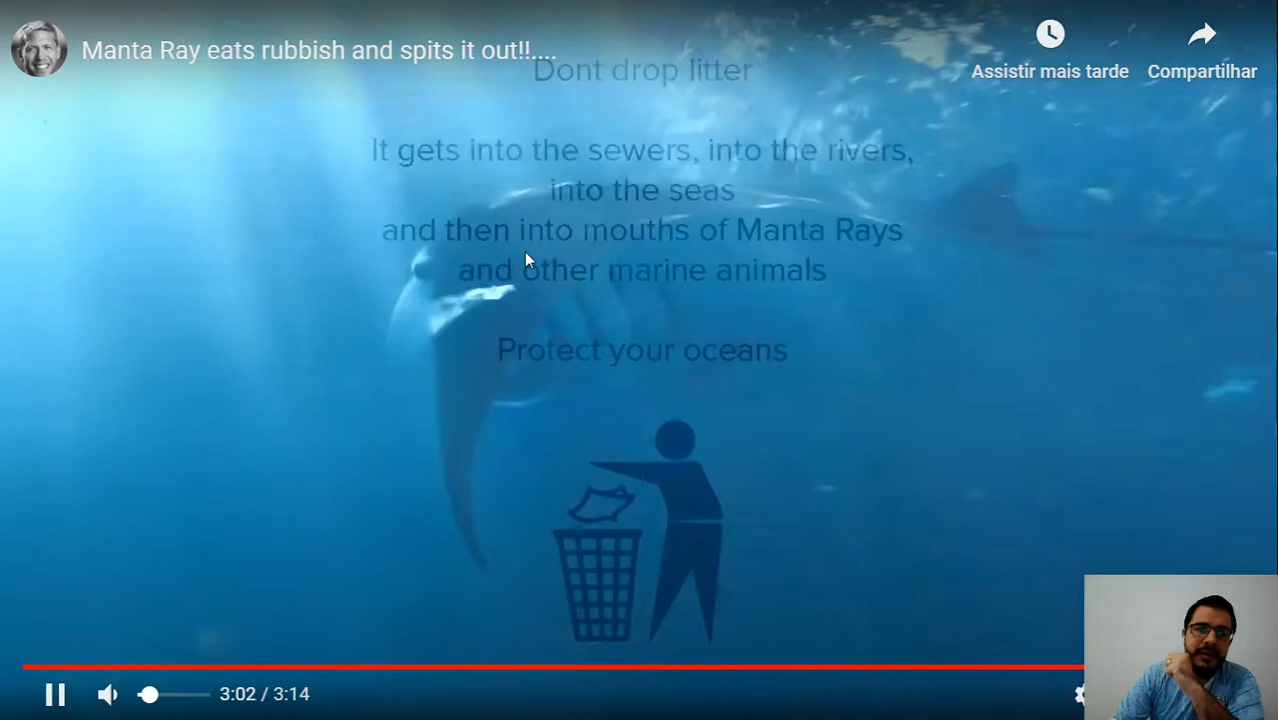 Manta Ray eats rubbish and spits it out!!....
Assistir mais tarde
Compartilhar
Dont drop litter
It gets into the sewers, into the rivers,
into the seas
and then into mouths of Manta Rays
and other marine animals
Protect your oceans
3:02 / 3:14